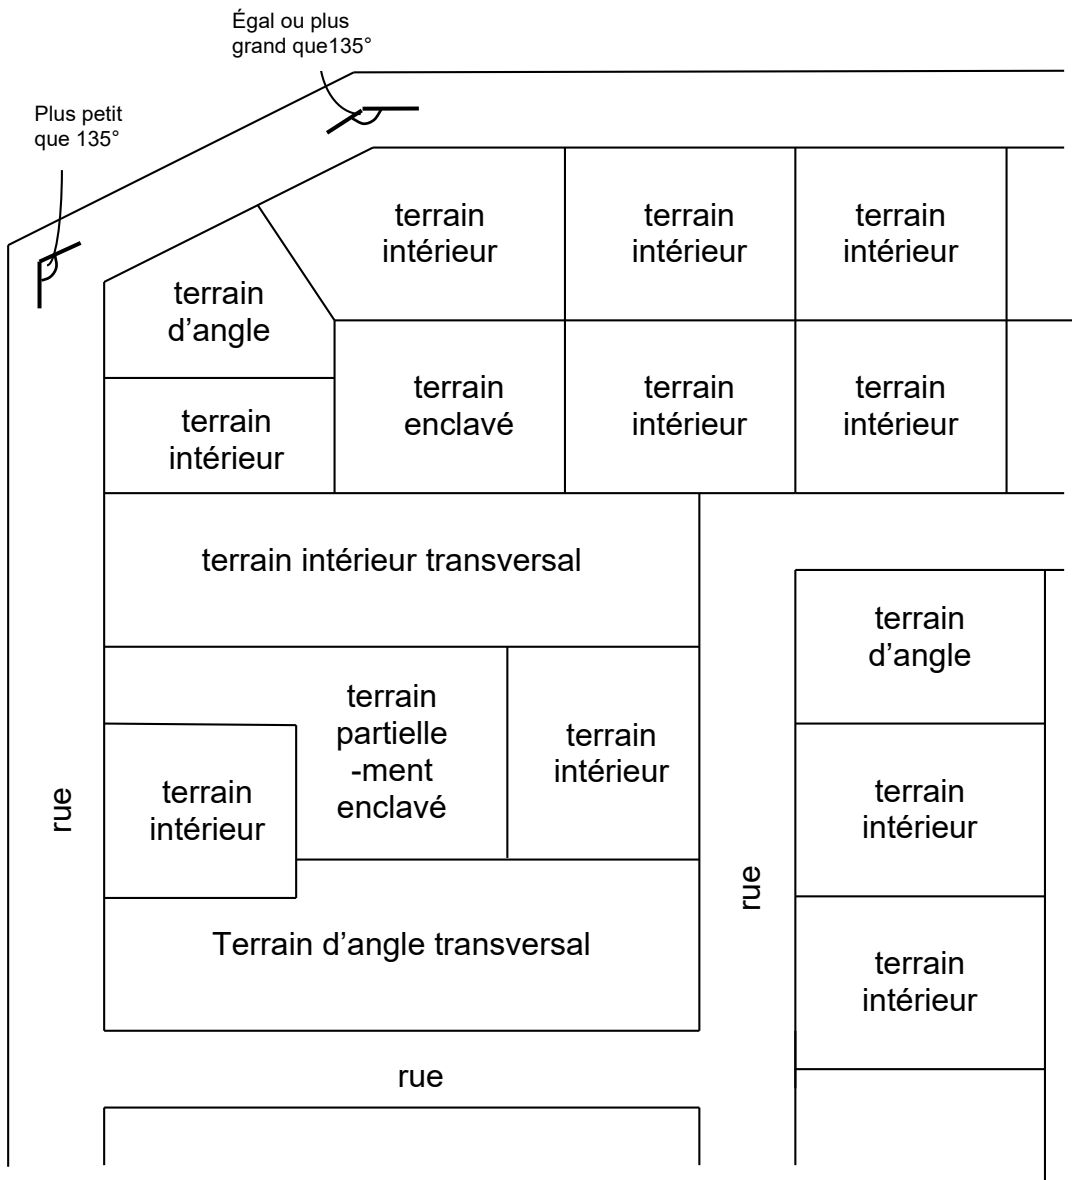 Égal ou plus
grand que135°
Plus petit
que 135°
terrain
intérieur
terrain
intérieur
terrain
intérieur
terrain
d’angle
terrain
enclavé
terrain
intérieur
terrain
intérieur
terrain
intérieur
terrain intérieur transversal
terrain
d’angle
terrain
partielle
-ment
enclavé
terrain
intérieur
terrain
intérieur
terrain
intérieur
rue
rue
Terrain d’angle transversal
terrain
intérieur
rue